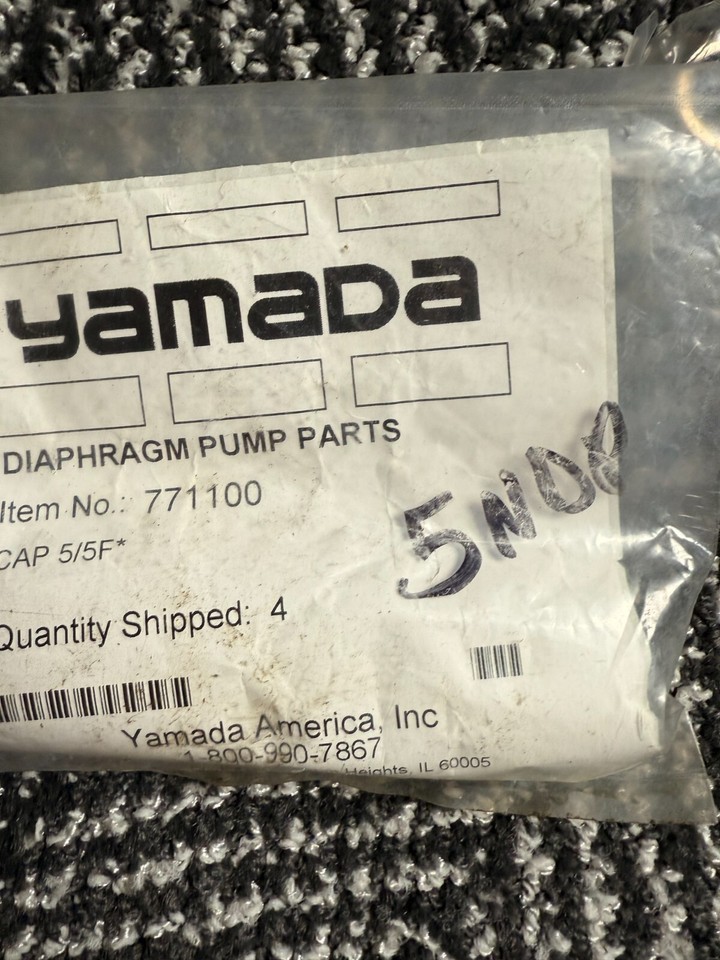 yamada
DIAPHRAGM PUMP PARTS
Item No.: 771100
CAP 5/5F*
5NDP
Quantity Shipped: 4
Yamada America, Inc
1-800-990-7867
Heights, IL 60005